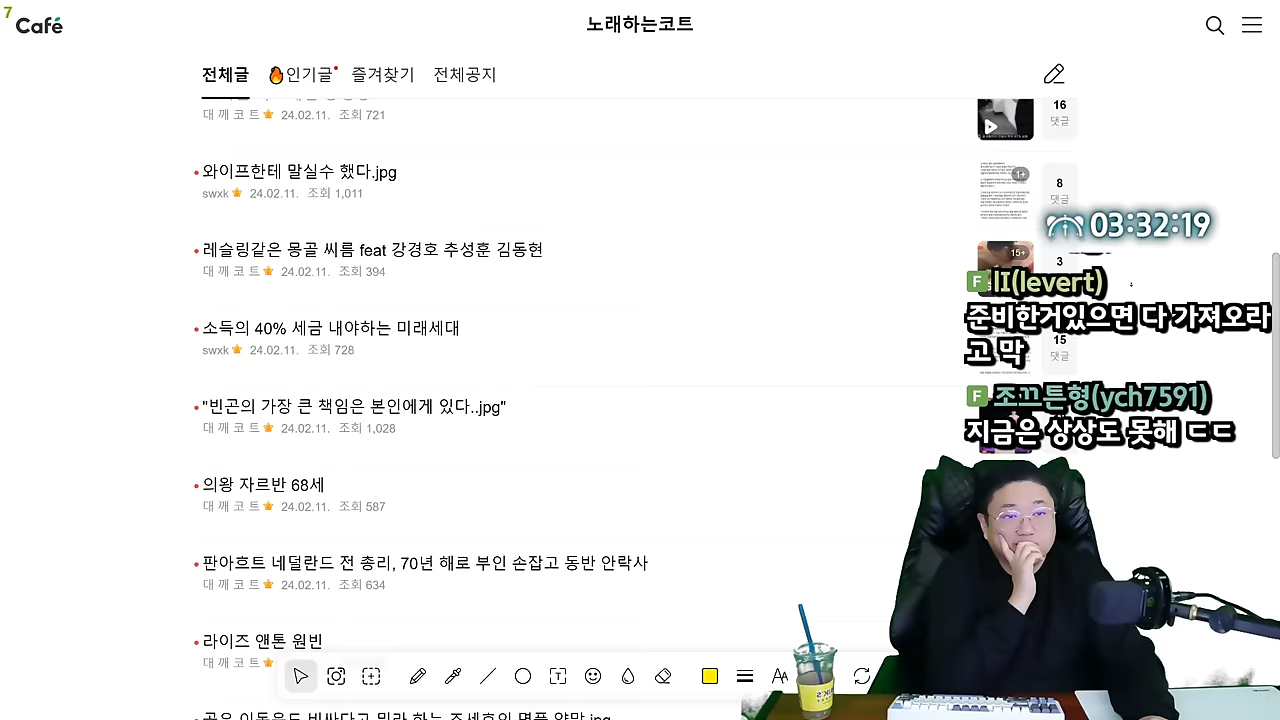 7
Café
노래하는코트
전체글 🔥인기글 즐겨찾기 전체공지
대 깨 코 트 24.02.11. 조회 721
16
댓글
와이프한테 말실수 했다.jpg
swxk 24.02.11. 조회 1,011
1+
8
댓글
03:32:19
레슬링같은 몽골 씨름 feat 강경호 추성훈 김동현
대 깨 코 트 24.02.11. 조회 394
15+
3
F lI(levert)
준비한거있으면 다 가져오라
고 막
소득의 40% 세금 내야하는 미래세대
swxk 24.02.11. 조회 728
15
댓글
F 조끄튼형(ych7591)
지금은 상상도 못해 ㄷㄷ
"빈곤의 가장 큰 책임은 본인에게 있다..jpg"
대 깨 코 트 24.02.11. 조회 1,028
의왕 자르반 68세
대 깨 코 트 24.02.11. 조회 587
판아흐트 네덜란드 전 총리, 70년 해로 부인 손잡고 동반 안락사
대 깨 코 트 24.02.11. 조회 634
라이즈 앤톤 원빈
대 깨 코 트
T
AA